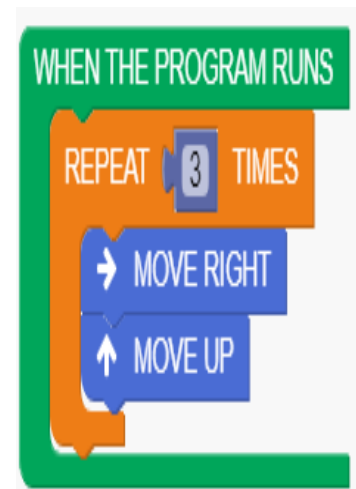 WHEN THE PROGRAM RUNS
REPEAT 3 TIMES
→ MOVE RIGHT
↑ MOVE UP